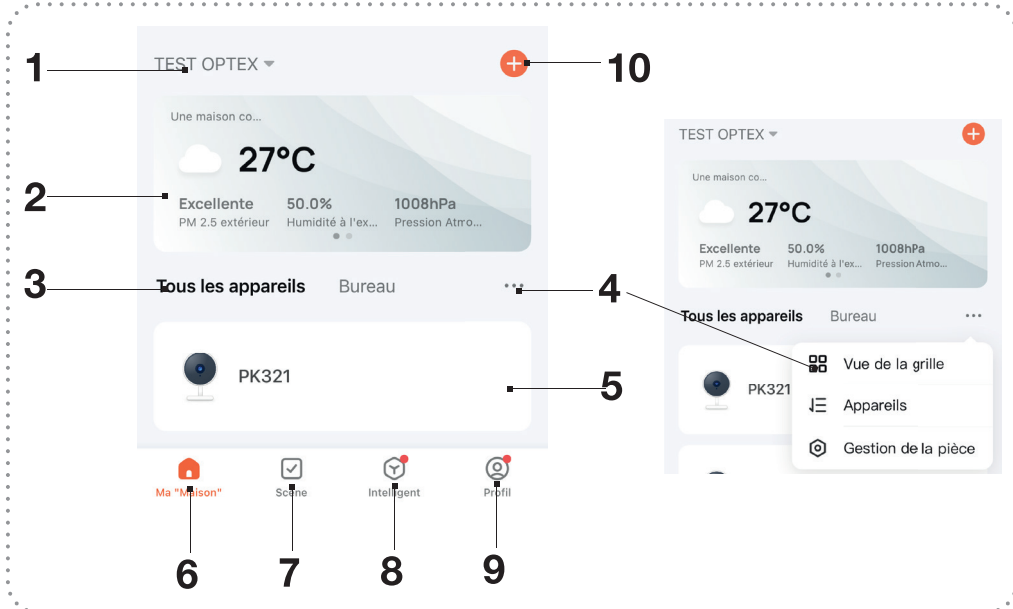 1
TEST OPTEX
10
Une maison co...
27°C
2
Excellente 50.0% 1008hPa
PM 2.5 extérieur Humidité à l'ex... Pression Atmo...
3
Tous les appareils Bureau ...
4
PK321
5
Ma "Maison" Scène Intelligent Profil
6 7 8 9
TEST OPTEX
Une maison co...
27°C
Excellente 50.0% 1008hPa
PM 2.5 extérieur Humidité à l'ex... Pression Atmo...
Tous les appareils Bureau ...
PK321
Vue de la grille
Appareils
Gestion de la pièce